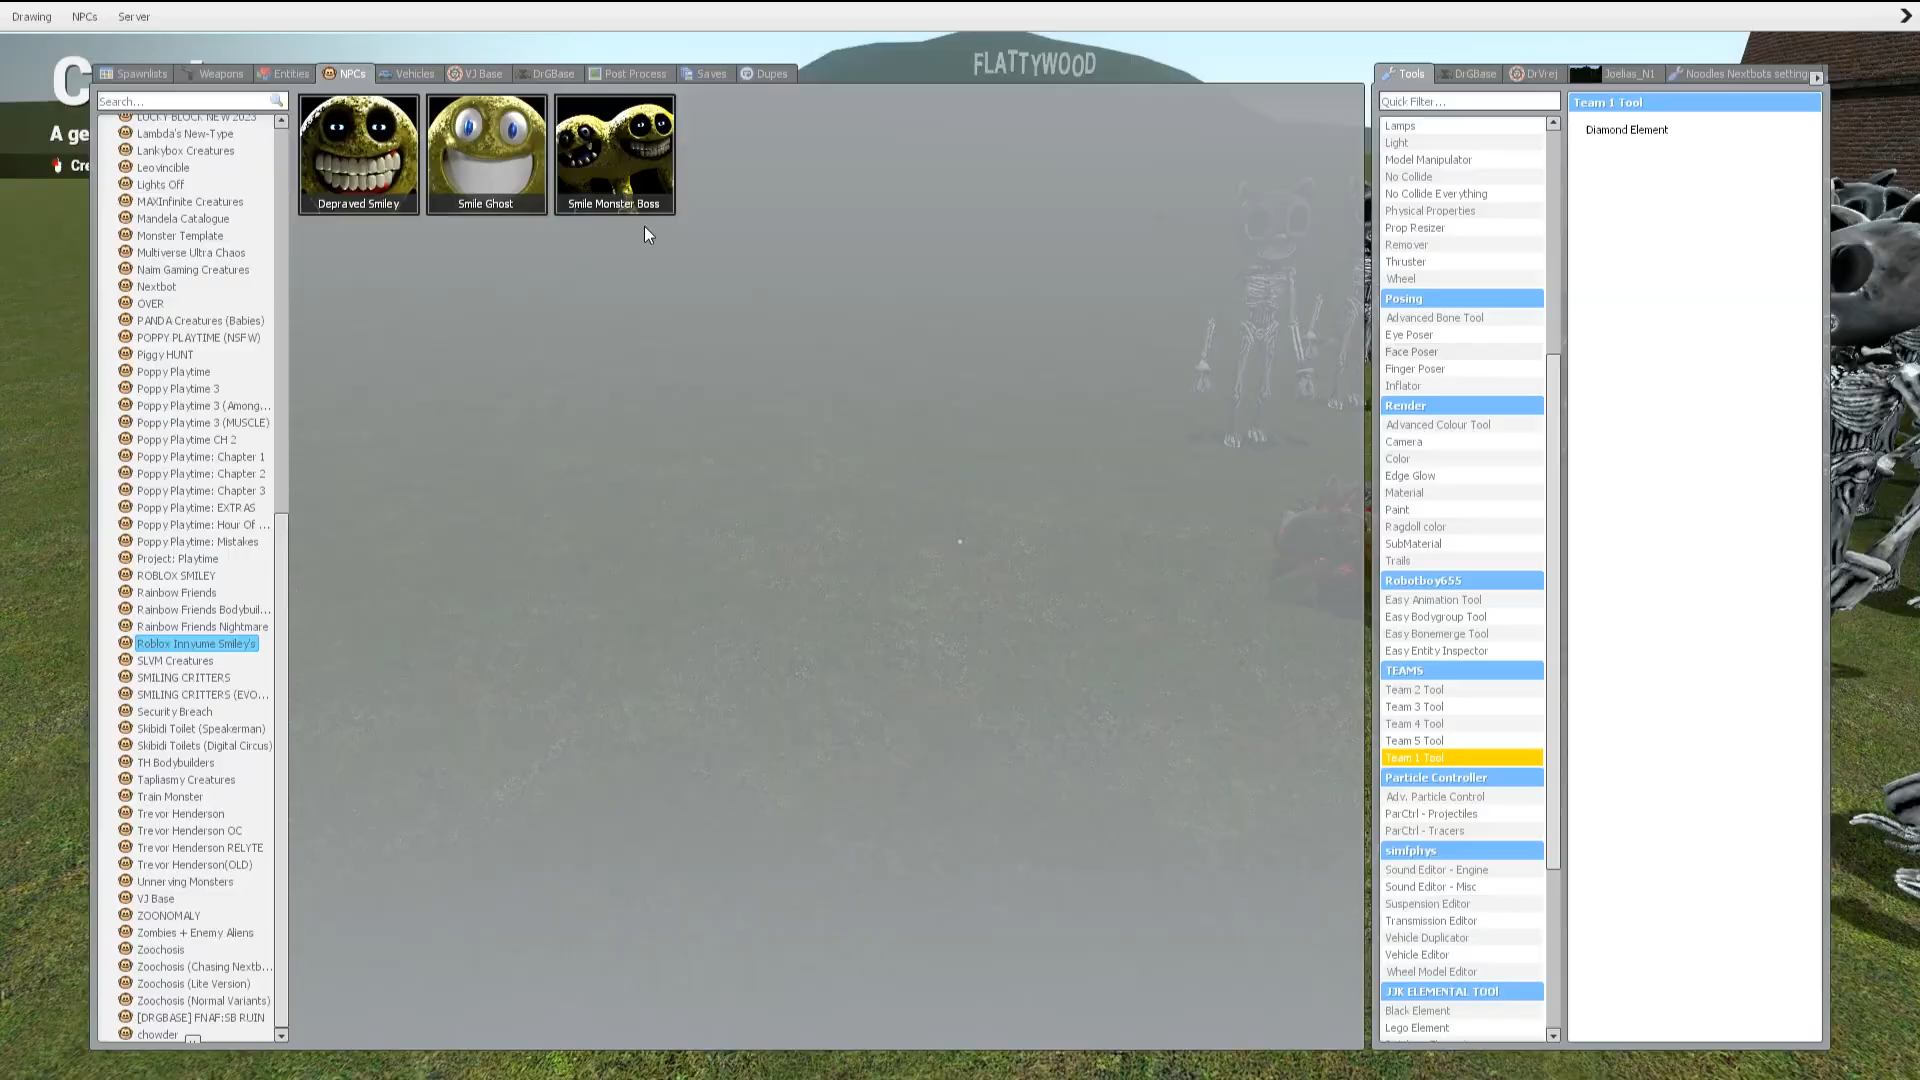 Drawing
NPCs
Server
FLATTYWOOD
C
A ge
Cre
Spawnlists
Weapons
Entities
NPCs
Vehicles
VJ Base
DrGBase
Post Process
Saves
Dupes
Search...
LUCKY BLOCK NEW 2023
Lambda's New-Type
Lankybox Creatures
Leovincible
Lights Off
MAXInfinite Creatures
Mandela Catalogue
Monster Template
Multiverse Ultra Chaos
Naim Gaming Creatures
Nextbot
OVER
PANDA Creatures (Babies)
POPPY PLAYTIME (NSFW)
Piggy HUNT
Poppy Playtime
Poppy Playtime 3
Poppy Playtime 3 (Among...
Poppy Playtime 3 (MUSCLE)
Poppy Playtime CH 2
Poppy Playtime: Chapter 1
Poppy Playtime: Chapter 2
Poppy Playtime: Chapter 3
Poppy Playtime: EXTRAS
Poppy Playtime: Hour Of ...
Poppy Playtime: Mistakes
Project: Playtime
ROBLOX SMILEY
Rainbow Friends
Rainbow Friends Bodybuil...
Rainbow Friends Nightmare
Roblox Innyume Smiley's
SLVM Creatures
SMILING CRITTERS
SMILING CRITTERS (EVO...
Security Breach
Skibidi Toilet (Speakerman)
Skibidi Toilets (Digital Circus)
TH Bodybuilders
Tapliasmy Creatures
Train Monster
Trevor Henderson
Trevor Henderson OC
Trevor Henderson RELYTE
Trevor Henderson(OLD)
Unnerving Monsters
VJ Base
ZOONOMALY
Zombies + Enemy Aliens
Zoochosis
Zoochosis (Chasing Nextb...
Zoochosis (Lite Version)
Zoochosis (Normal Variants)
[DRGBASE] FNAF:SB RUIN
chowder
Depraved Smiley
Smile Ghost
Smile Monster Boss
Tools
DrGBase
DrVrej
Joelias_N1
Noodles Nextbots setting
Quick Filter...
Lamps
Light
Model Manipulator
No Collide
No Collide Everything
Physical Properties
Prop Resizer
Remover
Thruster
Wheel
Posing
Advanced Bone Tool
Eye Poser
Face Poser
Finger Poser
Inflator
Render
Advanced Colour Tool
Camera
Color
Edge Glow
Material
Paint
Ragdoll color
SubMaterial
Trails
Robotboy655
Easy Animation Tool
Easy Bodygroup Tool
Easy Bonemerge Tool
Easy Entity Inspector
TEAMS
Team 2 Tool
Team 3 Tool
Team 4 Tool
Team 5 Tool
Team 1 Tool
Particle Controller
Adv. Particle Control
ParCtrl - Projectiles
ParCtrl - Tracers
simfphys
Sound Editor - Engine
Sound Editor - Misc
Suspension Editor
Transmission Editor
Vehicle Duplicator
Vehicle Editor
Wheel Model Editor
JJK ELEMENTAL TOOl
Black Element
Lego Element
Team 1 Tool
Diamond Element